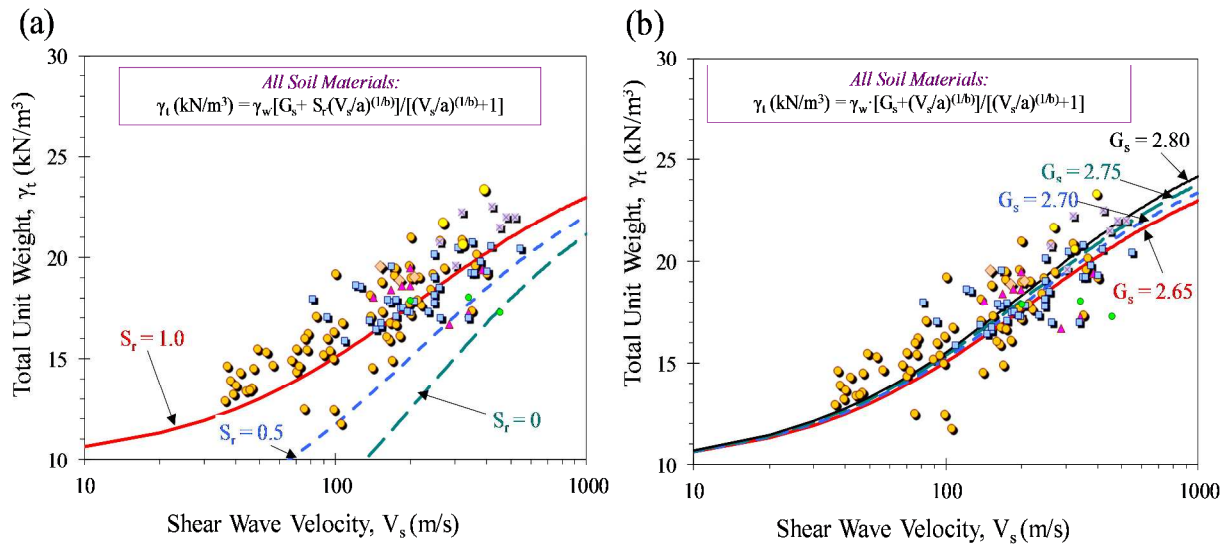 (a)
All Soil Materials:
γt (kN/m³) = γw[Gs+ Sr(Vs/a)^(1/b)]/[(Vs/a)^(1/b)+1]
Total Unit Weight, γt (kN/m³)
30
25
20
15
10
Sr = 1.0
Sr = 0.5
Sr = 0
10
100
1000
Shear Wave Velocity, Vs (m/s)
(b)
All Soil Materials:
γt (kN/m³) = γw·[Gs+(Vs/a)^(1/b)]/[(Vs/a)^(1/b)+1]
Total Unit Weight, γt (kN/m³)
30
25
20
15
10
Gs = 2.80
Gs = 2.75
Gs = 2.70
Gs = 2.65
10
100
1000
Shear Wave Velocity, Vs (m/s)